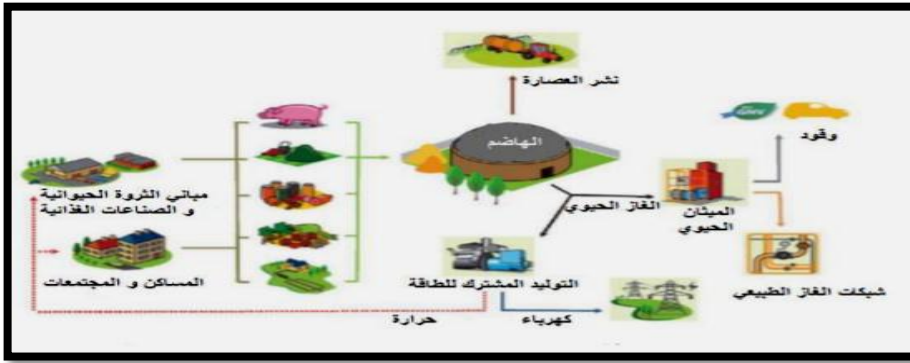 نشر العصارة
الهاضم
وقود
مباني الثروة الحيوانية
و الصناعات الغذائية
الغاز الحيوي
الميثان
الحيوي
المساكن و المجتمعات
التوليد المشترك للطاقة
شبكات الغاز الطبيعي
حرارة
كهرباء